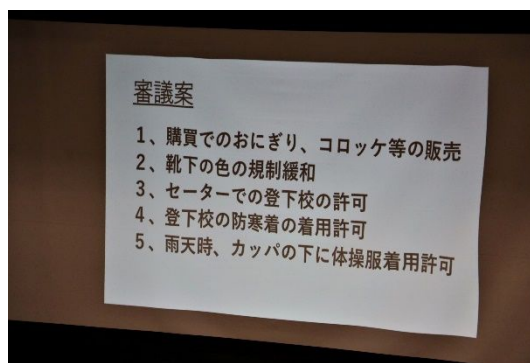 審議案
1、購買でのおにぎり、コロッケ等の販売
2、靴下の色の規制緩和
3、セーターでの登下校の許可
4、登下校の防寒着の着用許可
5、雨天時、カッパの下に体操服着用許可